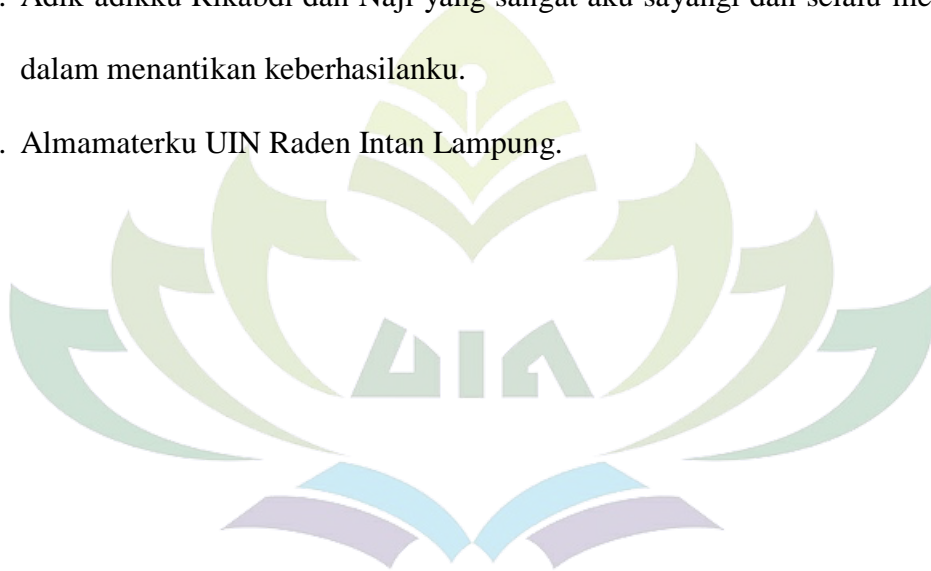 . Adik-adikku Rikabdi dan Naji yang sangat aku sayangi dan selalu
dalam menantikan keberhasilanku.
. Almamaterku UIN Raden Intan Lampung.
UIN